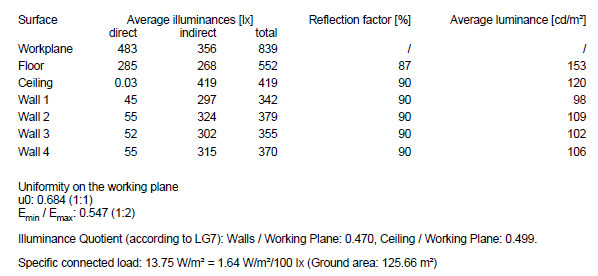 Surface Average illuminances [lx] Reflection factor [%] Average luminance [cd/m²]
direct indirect total
Workplane 483 356 839 / /
Floor 285 268 552 87 153
Ceiling 0.03 419 419 90 120
Wall 1 45 297 342 90 98
Wall 2 55 324 379 90 109
Wall 3 52 302 355 90 102
Wall 4 55 315 370 90 106
Uniformity on the working plane
u0: 0.684 (1:1)
Emin / Emax: 0.547 (1:2)
Illuminance Quotient (according to LG7): Walls / Working Plane: 0.470, Ceiling / Working Plane: 0.499.
Specific connected load: 13.75 W/m² = 1.64 W/m²/100 lx (Ground area: 125.66 m²)